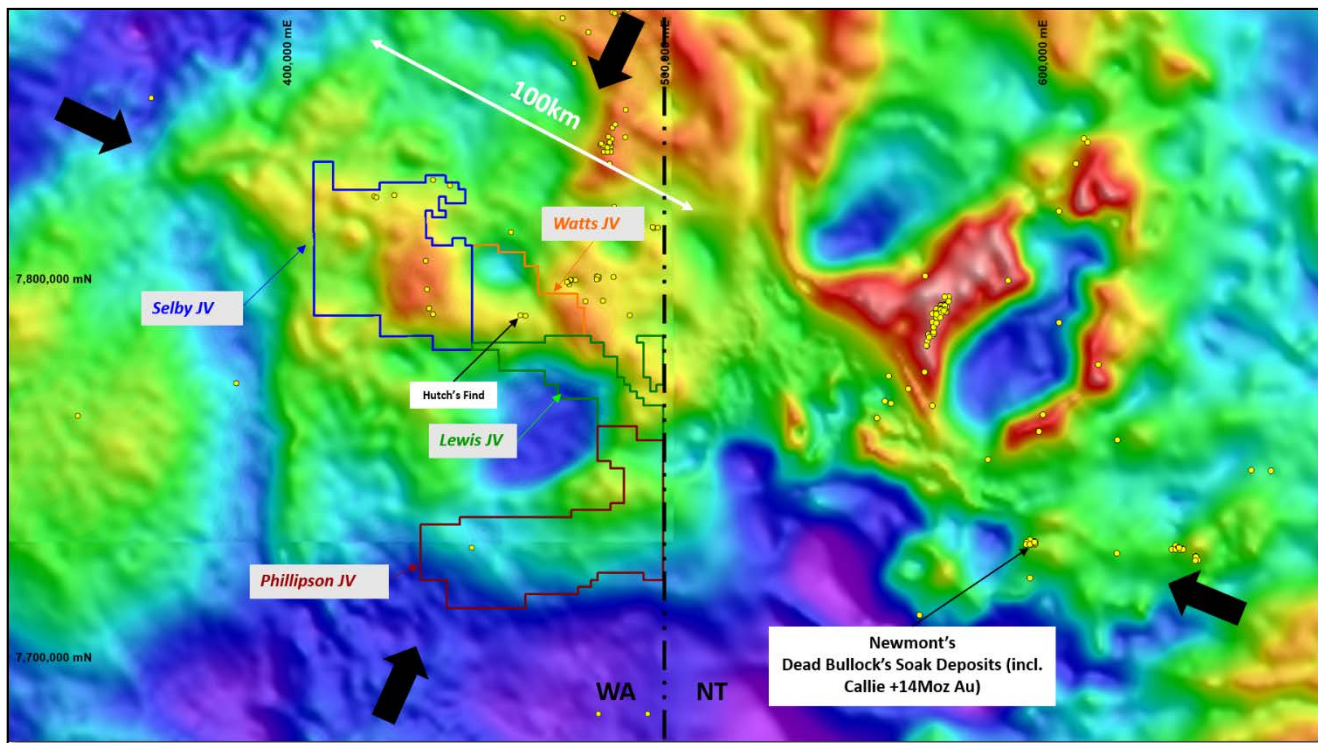 400,000 mE
500,000 mE
600,000 mE
100km
Watts JV
7,800,000 mN
Selby JV
Hutch's Find
Lewis JV
Phillipson JV
Newmont's
Dead Bullock's Soak Deposits (incl.
Callie +14Moz Au)
7,700,000 mN
WA
NT